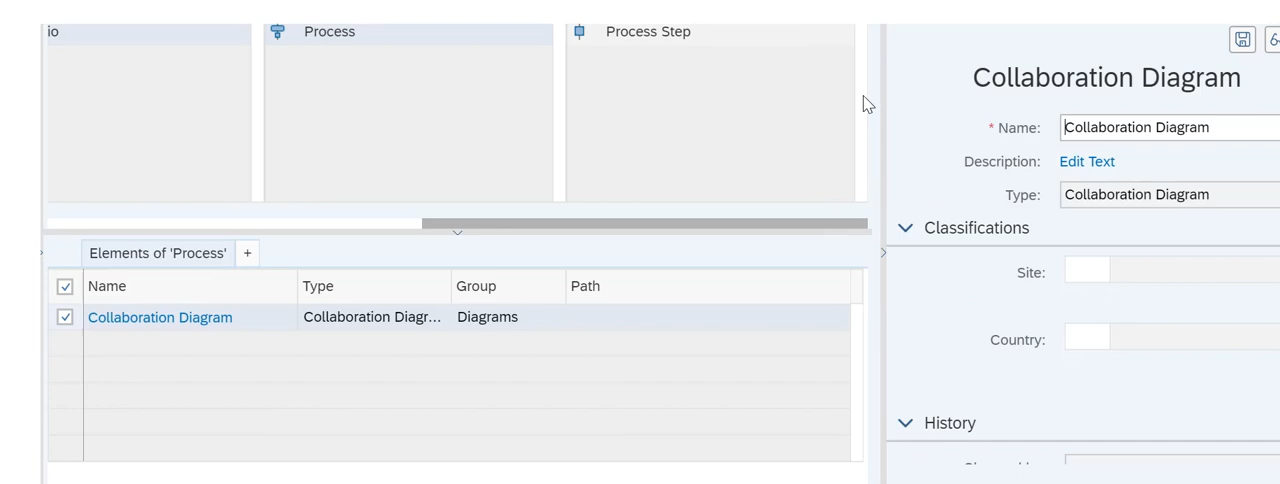 io
Process
Process Step
Elements of 'Process'
+
Name
Type
Group
Path
Collaboration Diagram
Collaboration Diagr...
Diagrams
Collaboration Diagram
* Name:
Collaboration Diagram
Description:
Edit Text
Type:
Collaboration Diagram
Classifications
Site:
Country:
History